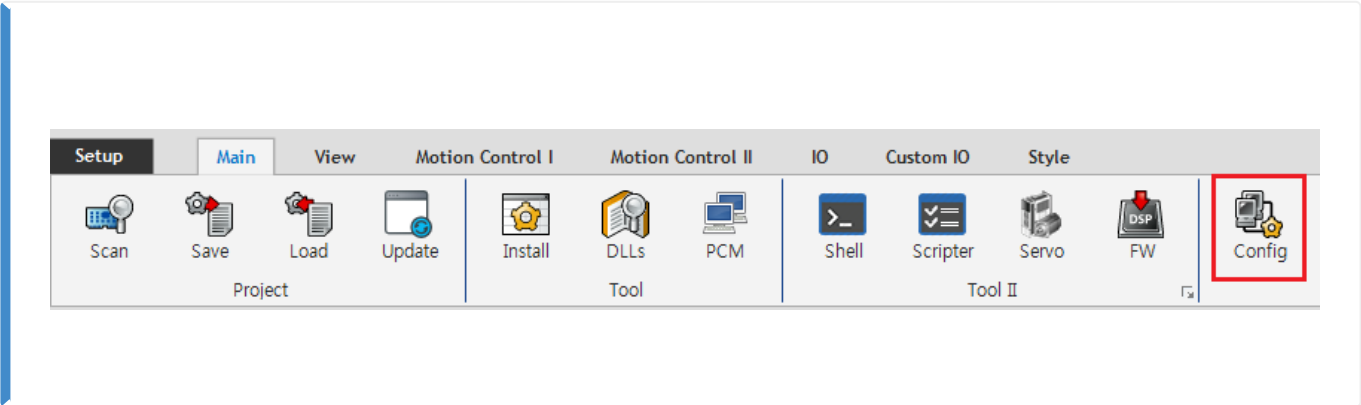 Setup Main View Motion Control I Motion Control II IO Custom IO Style
DSP
Scan Save Load Update Install DLLs PCM Shell Scripter Servo FW Config
Project Tool Tool II